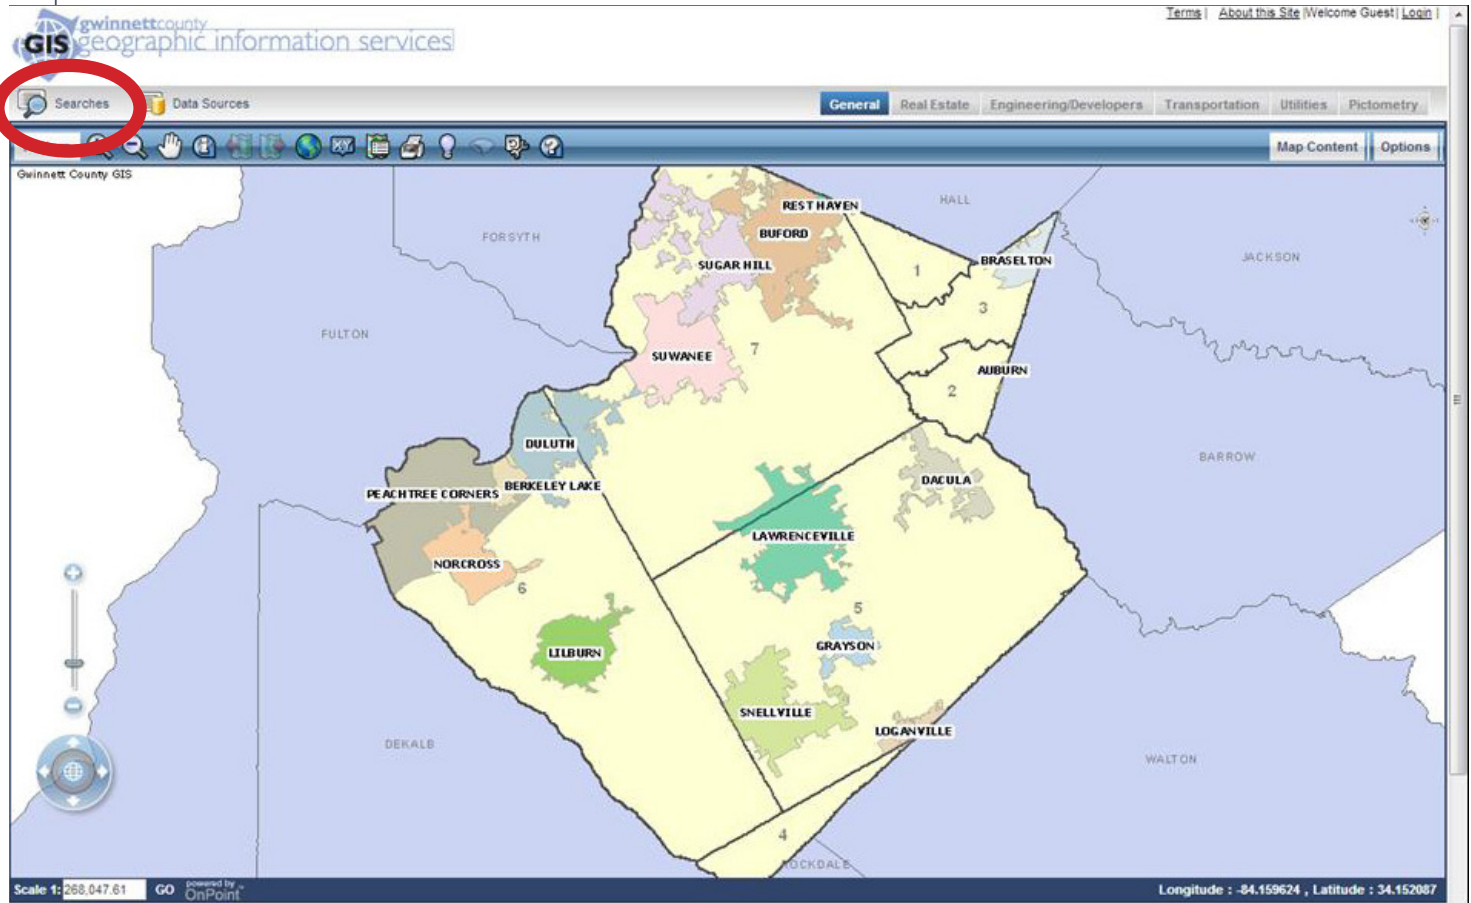 Terms | About this Site |Welcome Guest| Login |
gwinnettcounty
GIS geographic information services
Searches
Data Sources
General
Real Estate
Engineering/Developers
Transportation
Utilities
Pictometry
Map Content
Options
Gwinnett County GIS
HALL
REST HAVEN
BUFORD
FORSYTH
SUGAR HILL
BRASELTON
JACKSON
1
3
FULTON
SUWANEE
7
AUBURN
2
DULUTH
BARROW
DACULA
BERKELEY LAKE
PEACHTREE CORNERS
LAWRENCEVILLE
NORCROSS
6
5
GRAYSON
LILBURN
SNELLVILLE
LOGANVILLE
DEKALB
WALTON
4
ROCKDALE
Scale 1: 268,047.61 GO powered by OnPoint™
Longitude : -84.159624 , Latitude : 34.152087